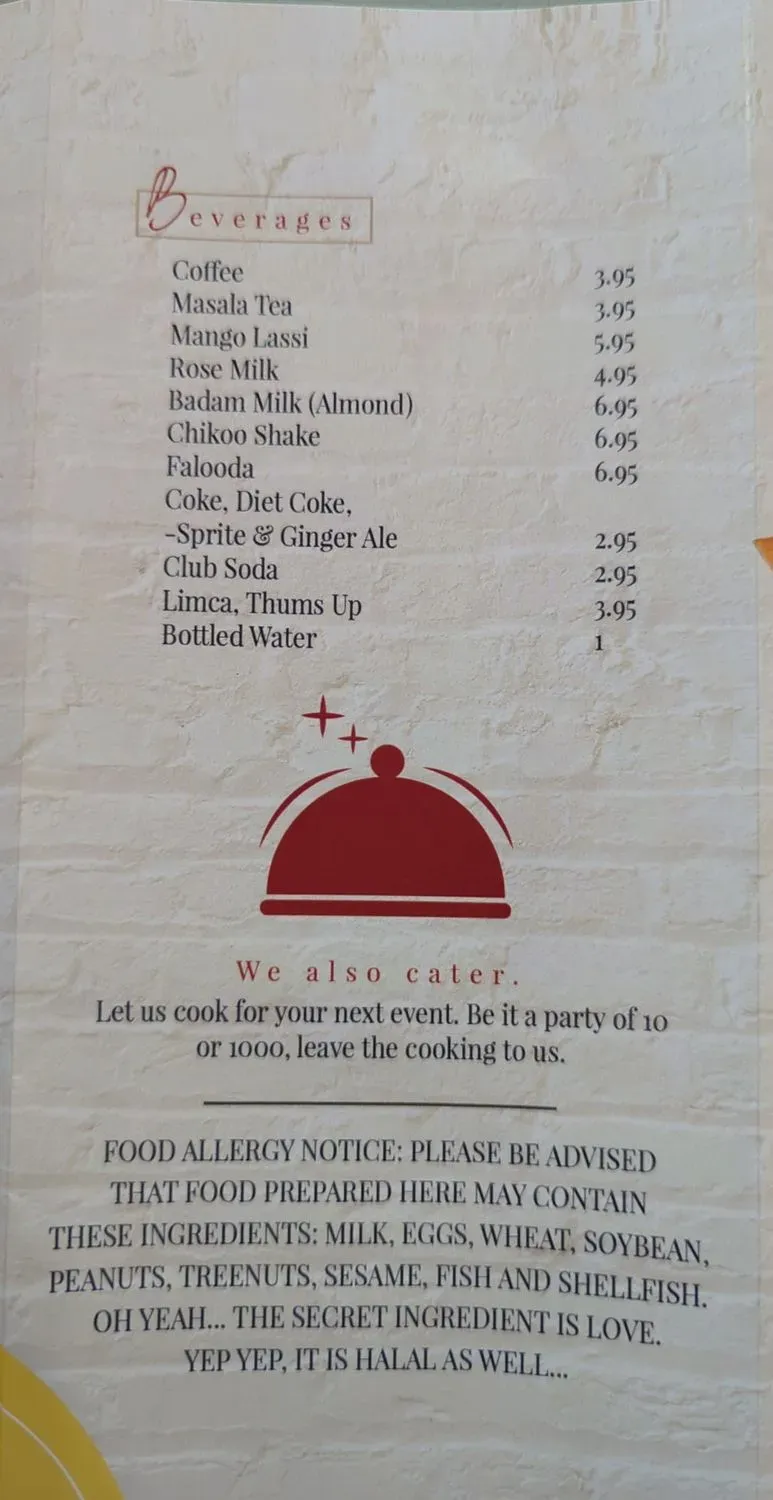 Beverages
Coffee 3.95
Masala Tea 3.95
Mango Lassi 5.95
Rose Milk 4.95
Badam Milk (Almond) 6.95
Chikoo Shake 6.95
Falooda 6.95
Coke, Diet Coke,
-Sprite & Ginger Ale 2.95
Club Soda 2.95
Limca, Thums Up 3.95
Bottled Water 1
We also cater.
Let us cook for your next event. Be it a party of 10
or 1000, leave the cooking to us.
FOOD ALLERGY NOTICE: PLEASE BE ADVISED
THAT FOOD PREPARED HERE MAY CONTAIN
THESE INGREDIENTS: MILK, EGGS, WHEAT, SOYBEAN,
PEANUTS, TREENUTS, SESAME, FISH AND SHELLFISH.
OH YEAH... THE SECRET INGREDIENT IS LOVE.
YEP YEP, IT IS HALAL AS WELL...